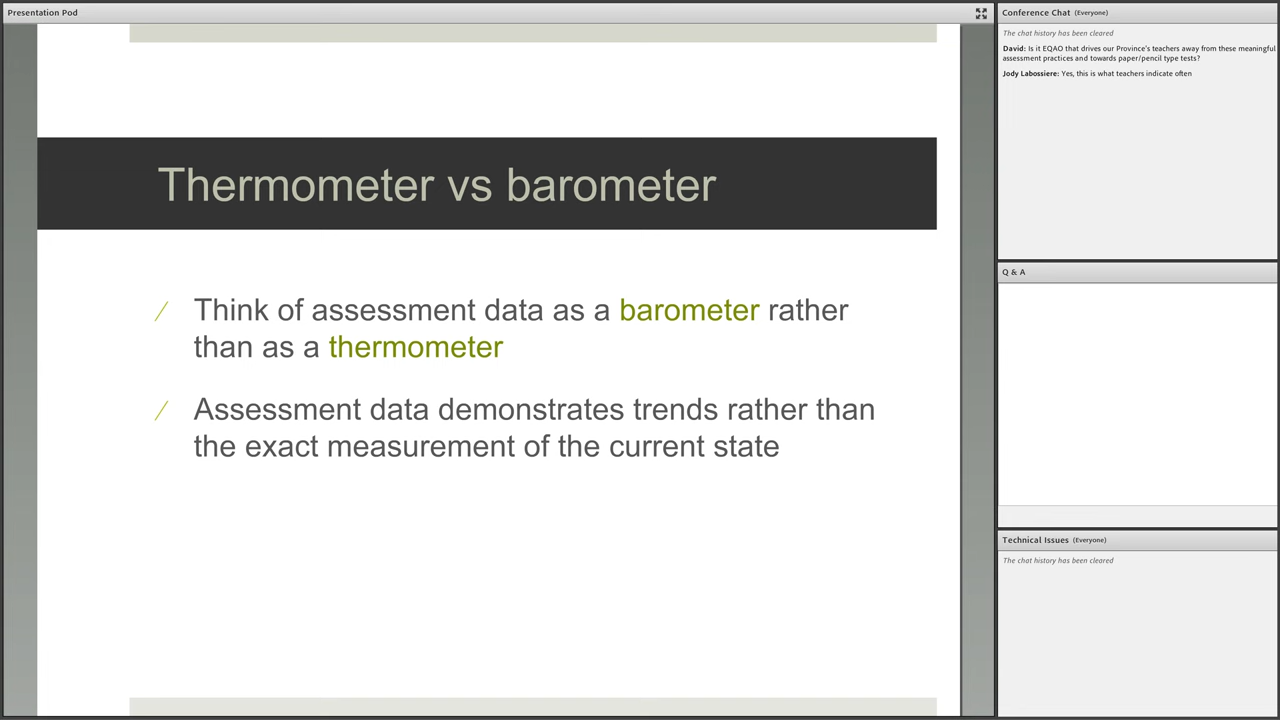 Presentation Pod
Thermometer vs barometer
Think of assessment data as a barometer rather
than as a thermometer
Assessment data demonstrates trends rather than
the exact measurement of the current state
Conference Chat (Everyone)
The chat history has been cleared
David: Is it EQAO that drives our Province's teachers away from these meaningful
assessment practices and towards paper/pencil type tests?
Jody Labossiere: Yes, this is what teachers indicate often
Q & A
Technical Issues (Everyone)
The chat history has been cleared